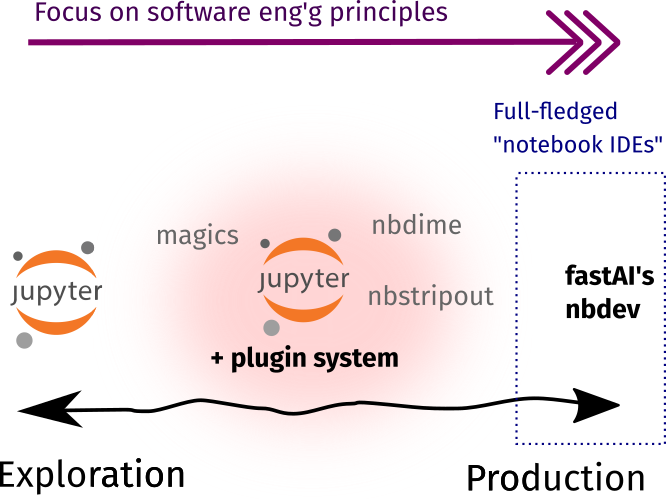 Focus on software eng'g principles
Full-fledged
"notebook IDEs"
magics
nbdime
jupyter
jupyter
nbstripout
fastAI's
nbdev
+ plugin system
Exploration
Production